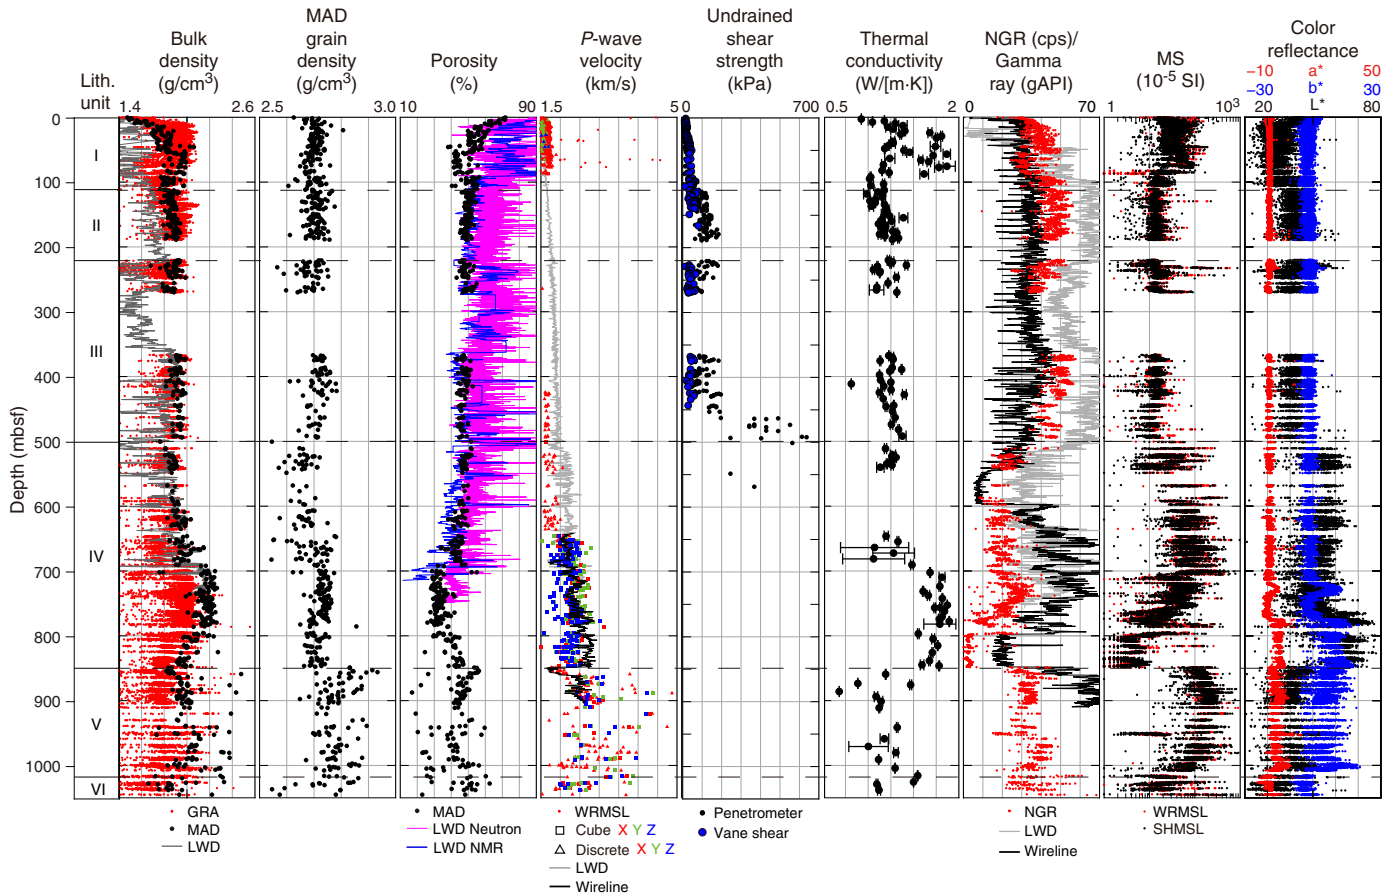 Lith.
unit
Bulk
density
(g/cm³)
1.4 2.6
MAD
grain
density
(g/cm³)
2.5 3.0
Porosity
(%)
10 90
P-wave
velocity
(km/s)
1.5 5
Undrained
shear
strength
(kPa)
0 700
Thermal
conductivity
(W/[m·K])
0.5 2
NGR (cps)/
Gamma
ray (gAPI)
0 70
MS
(10⁻⁵ SI)
1 10³
Color
reflectance
−10 a* 50
−30 b* 30
20 L* 80
Depth (mbsf)
0
100
200
300
400
500
600
700
800
900
1000
I
II
III
IV
V
VI
GRA
MAD
LWD
MAD
LWD Neutron
LWD NMR
WRMSL
Cube X Y Z
Discrete X Y Z
LWD
Wireline
Penetrometer
Vane shear
NGR
LWD
Wireline
WRMSL
SHMSL